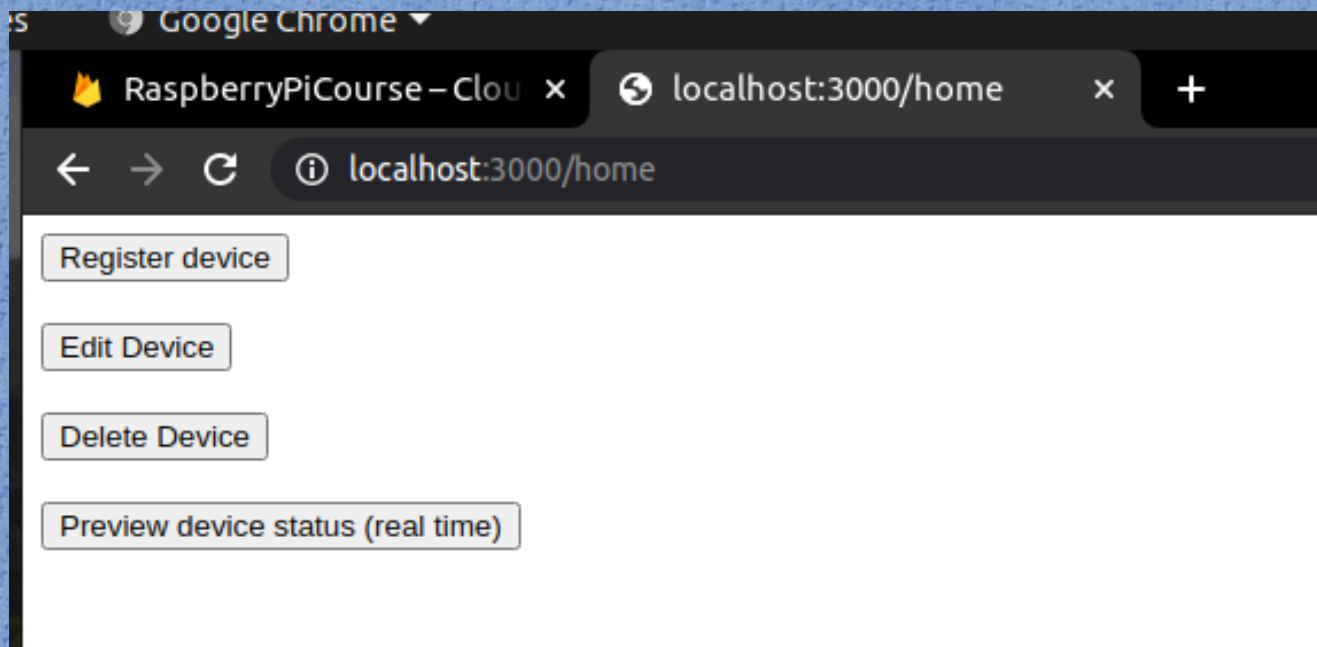 es Google Chrome
RaspberryPiCourse – Clou localhost:3000/home
localhost:3000/home
Register device
Edit Device
Delete Device
Preview device status (real time)